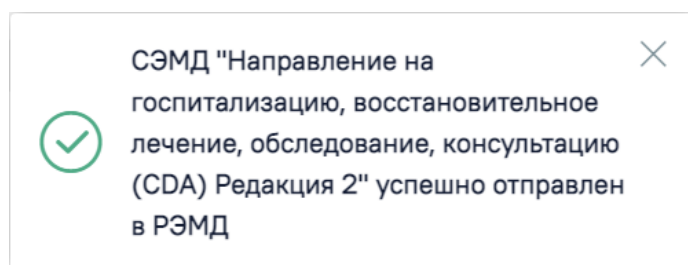 СЭМД "Направление на
госпитализацию, восстановительное
лечение, обследование, консультацию
(CDA) Редакция 2" успешно отправлен
в РЭМД